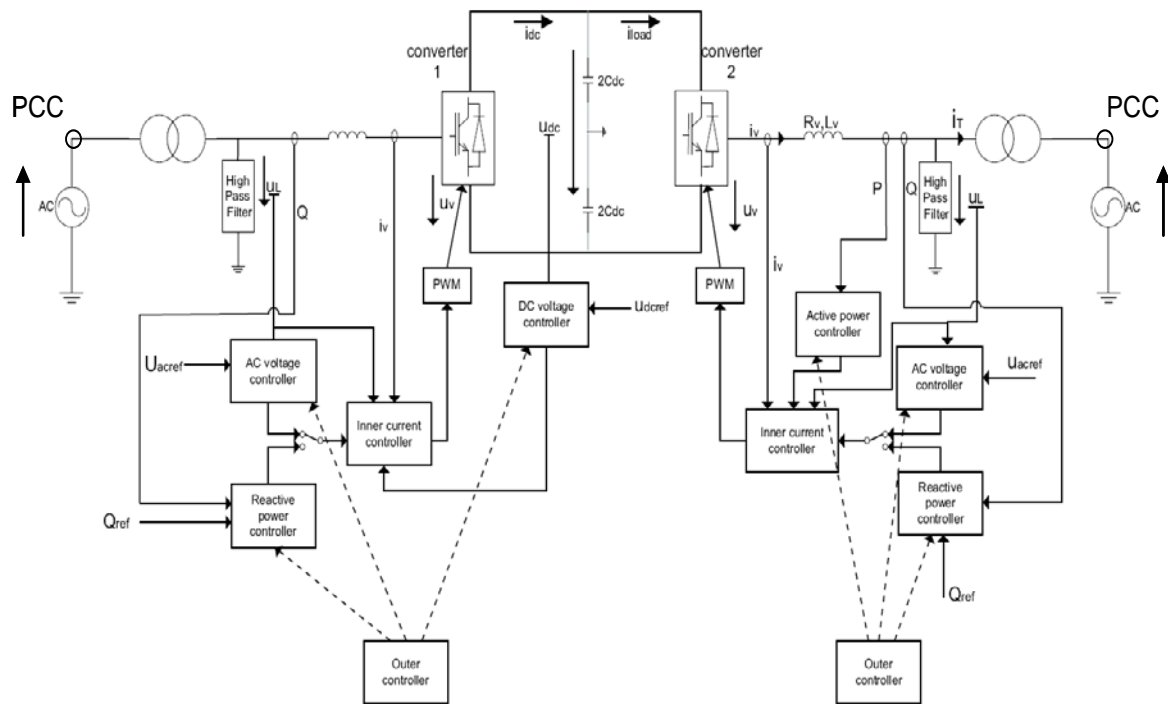 idc
iload
converter
1
converter
2
2Cdc
PCC
PCC
udc
iv
Rv,Lv
iT
High
Pass
Filter
uL
Q
iv
uv
AC
2Cdc
uv
iv
P
Q
High
Pass
Filter
uL
AC
PWM
PWM
DC voltage
controller
udcref
Active power
controller
Uacref
AC voltage
controller
AC voltage
controller
uacref
Inner current
controller
Inner current
controller
Qref
Reactive
power
controller
Reactive
power
controller
Qref
Outer
controller
Outer
controller